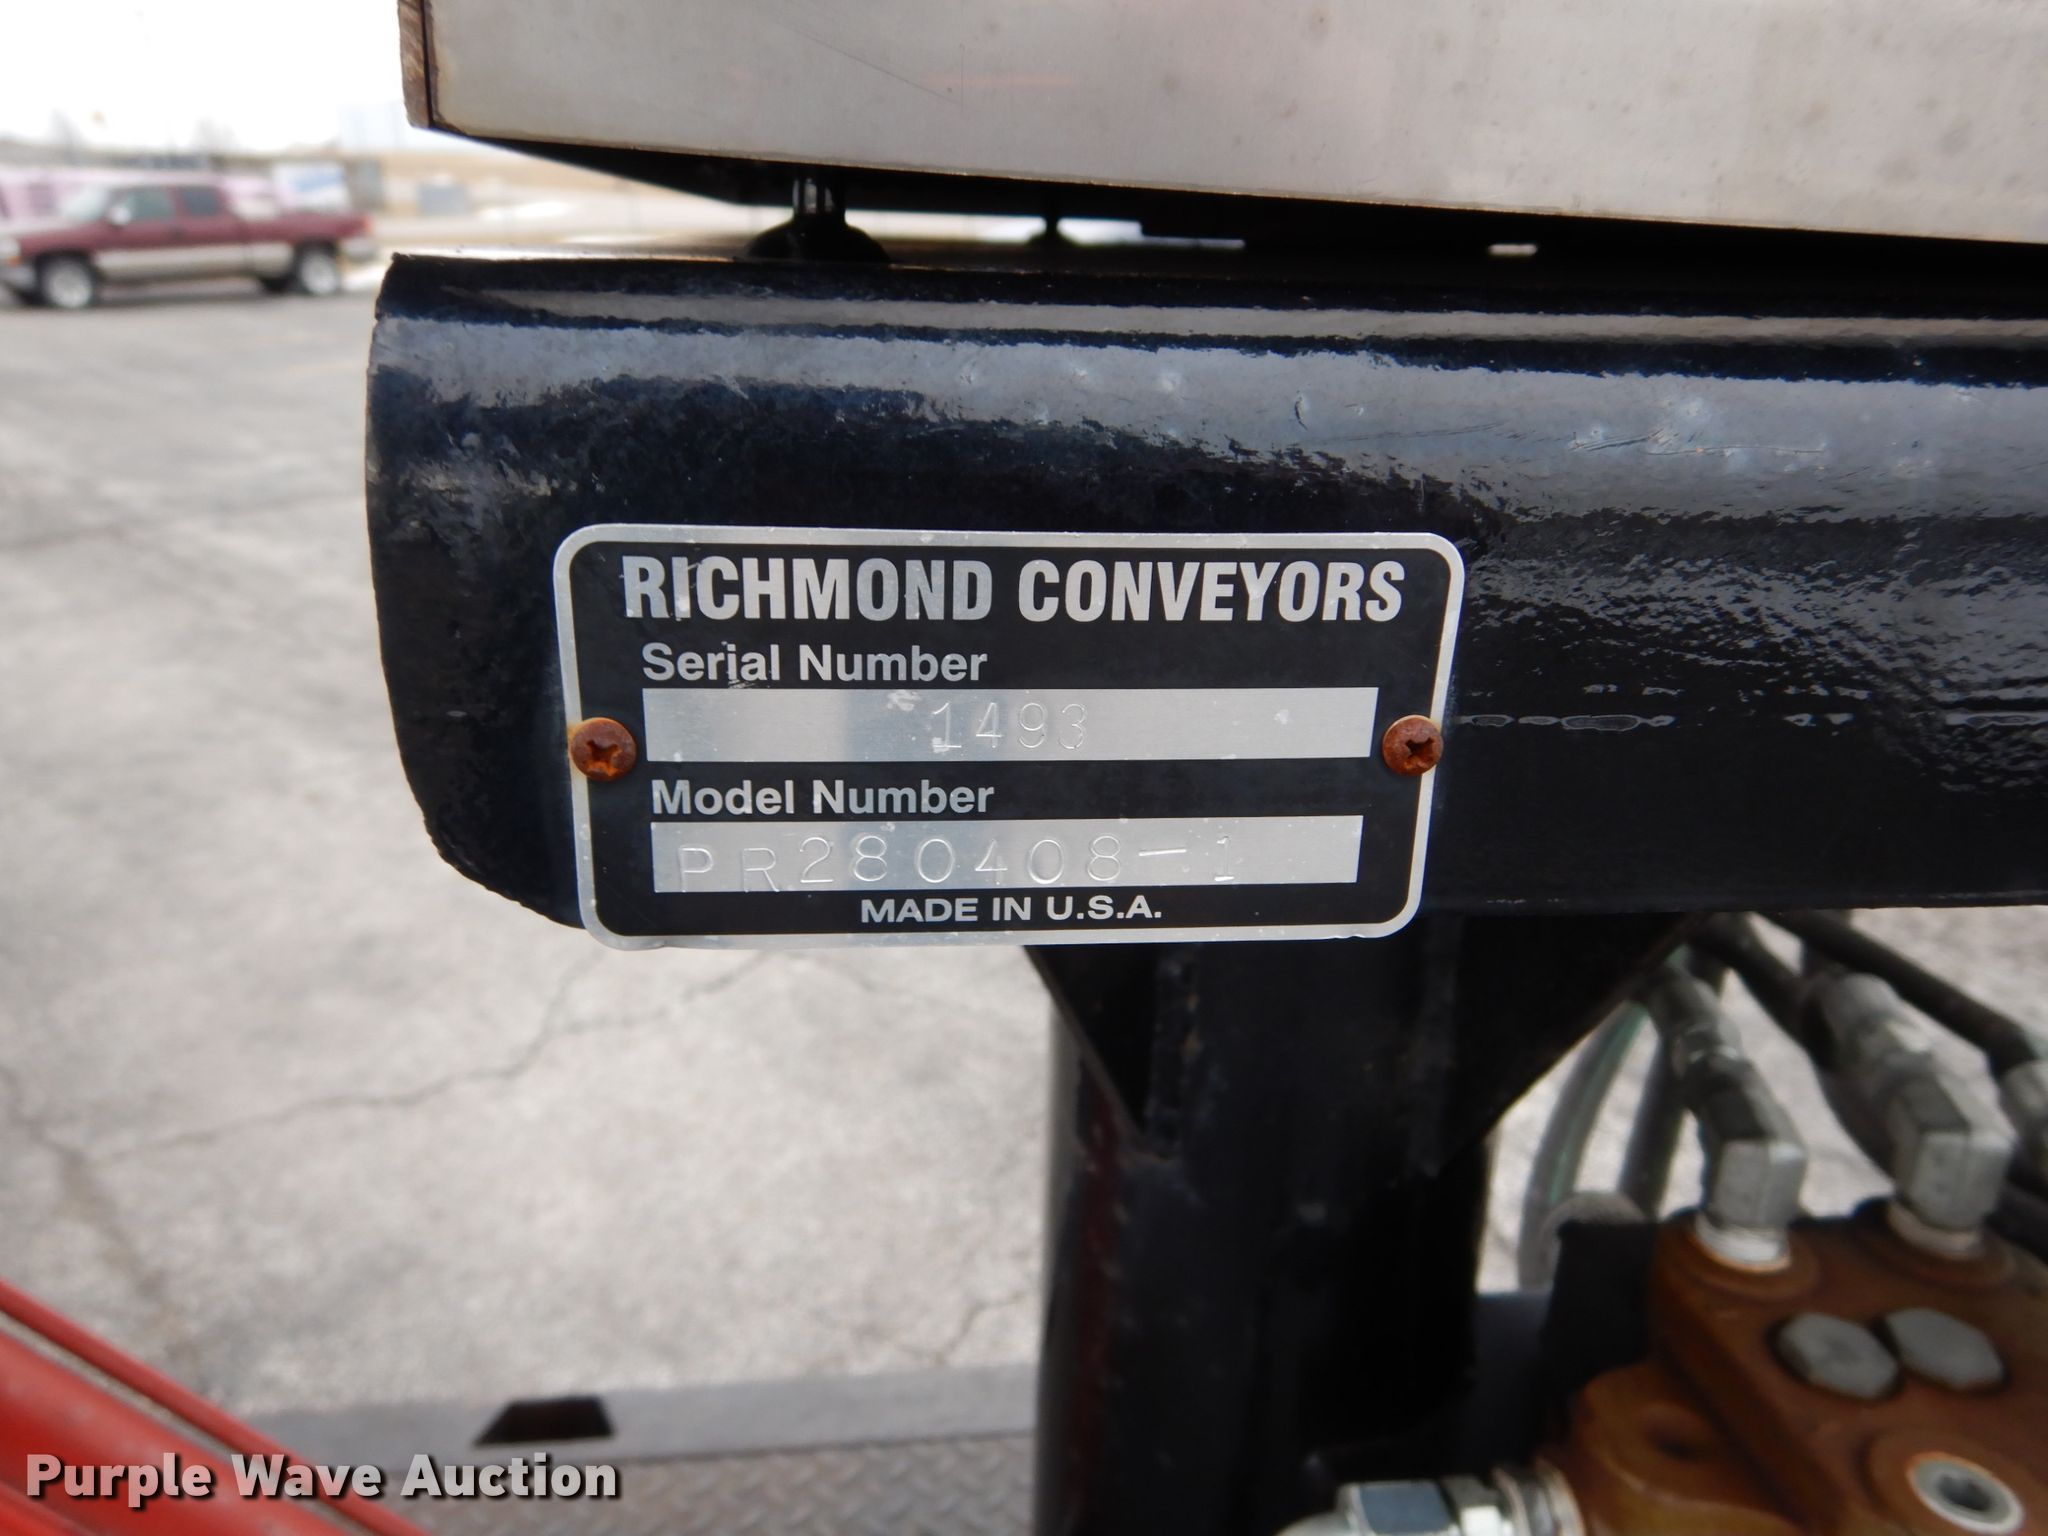 RICHMOND CONVEYORS
Serial Number
1493
Model Number
PR280408-1
MADE IN U.S.A.
Purple Wave Auction